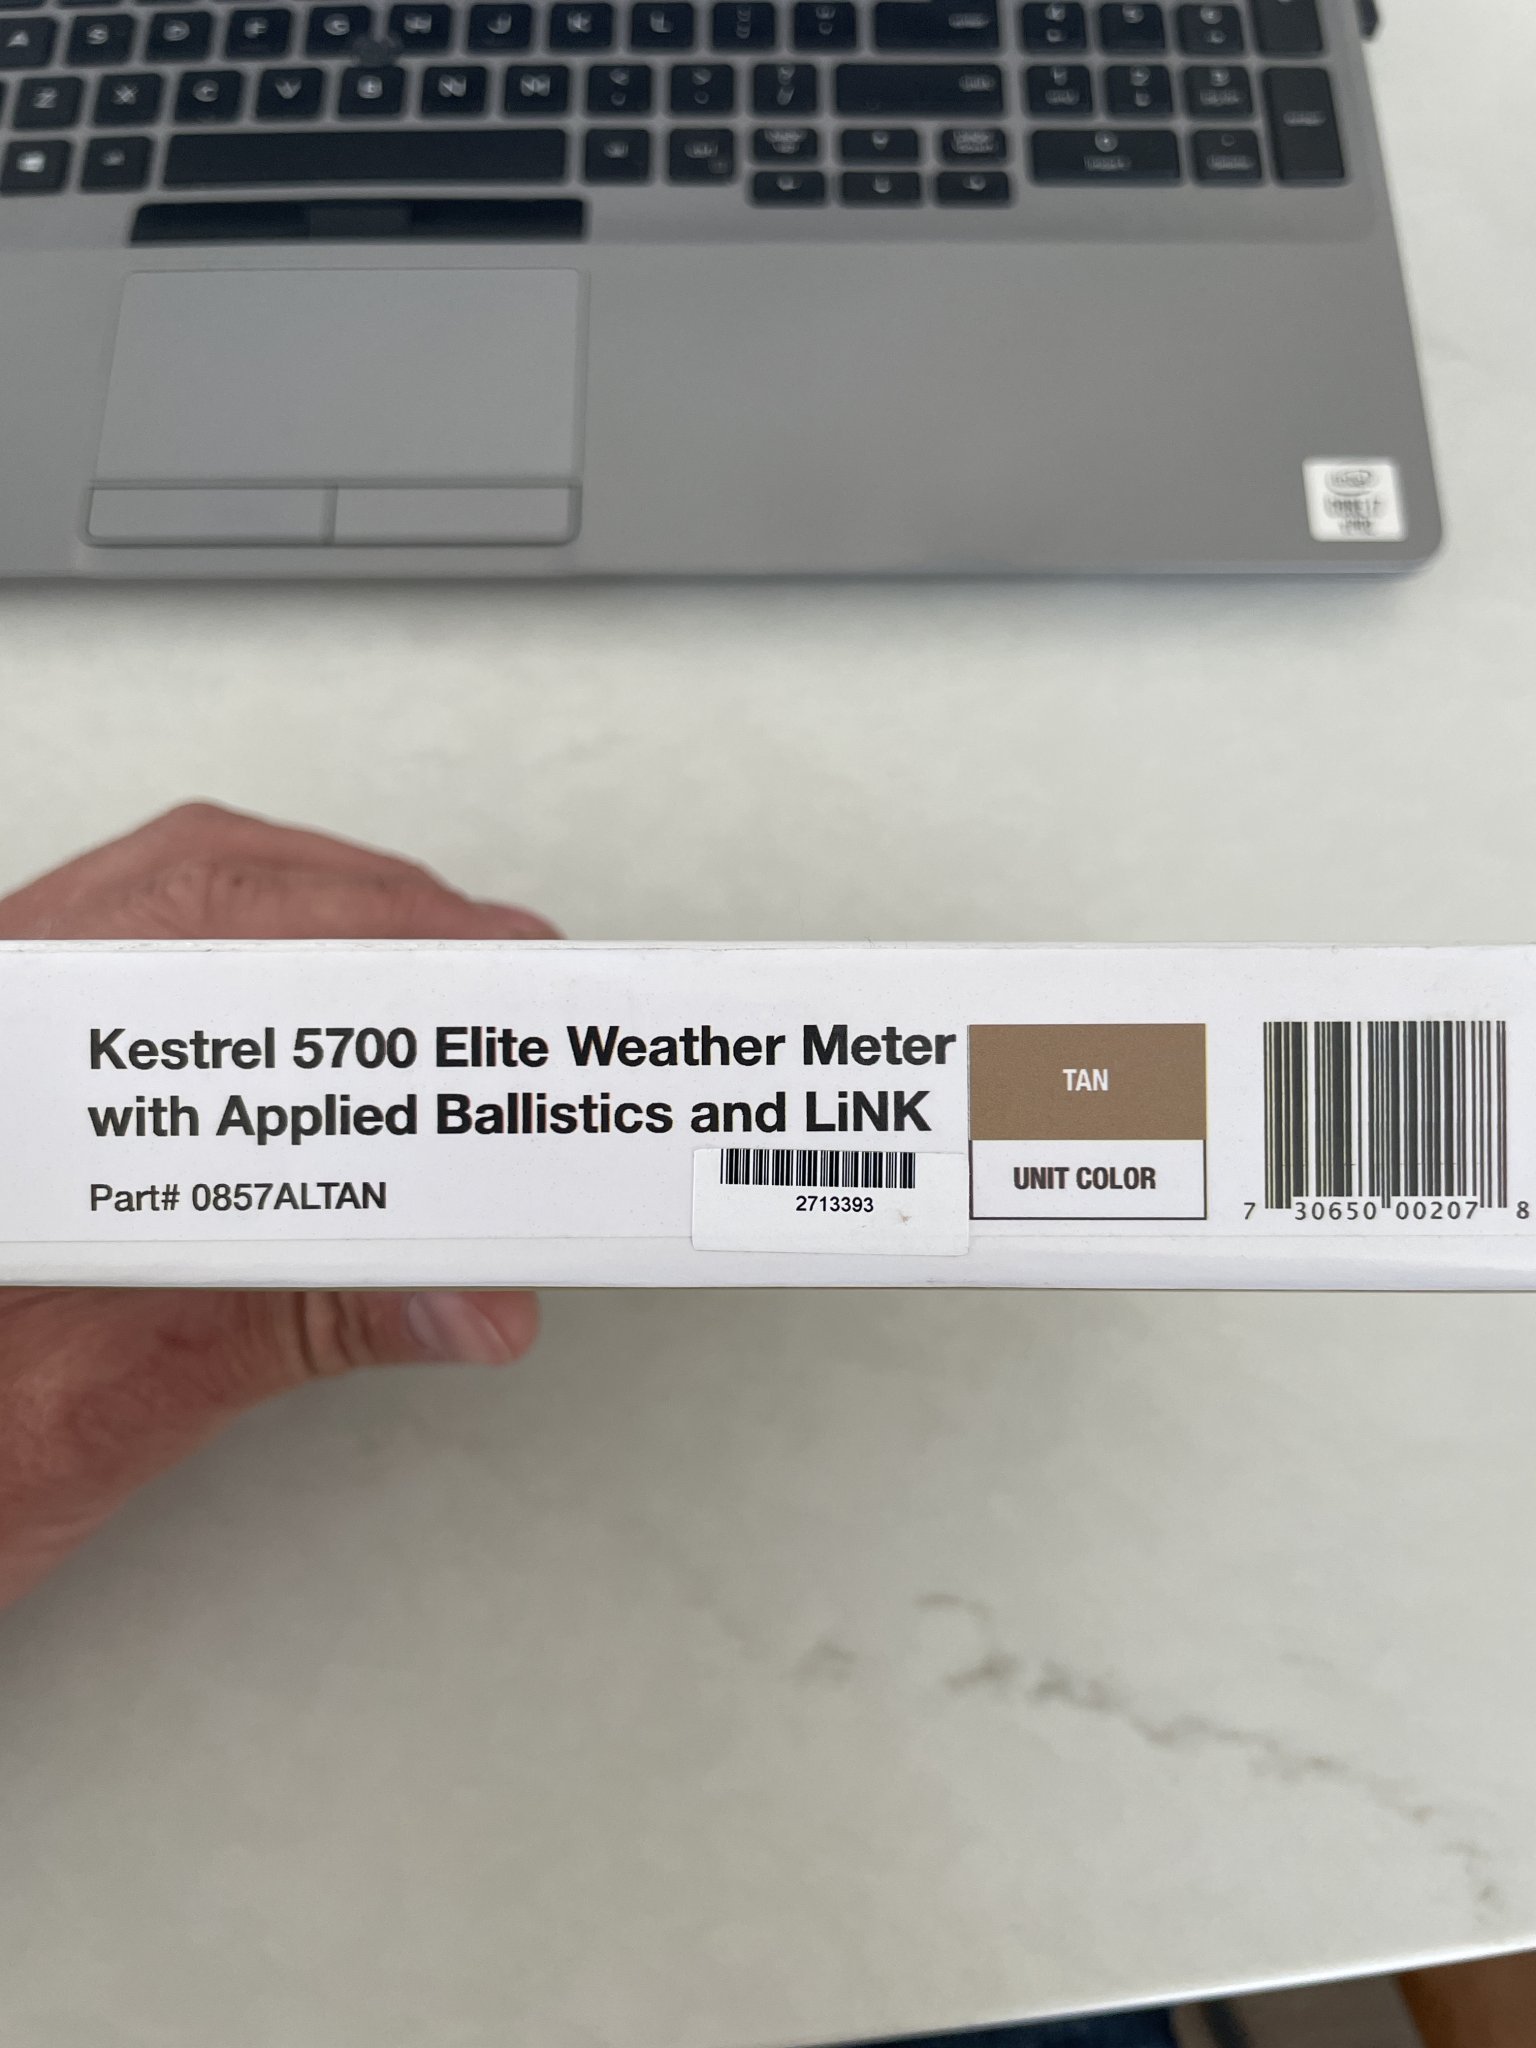 A S D F G H J K L
Z X C V B N M
intel
Kestrel 5700 Elite Weather Meter
with Applied Ballistics and LiNK
Part# 0857ALTAN
2713393
TAN
UNIT COLOR
7 30650 00207 8